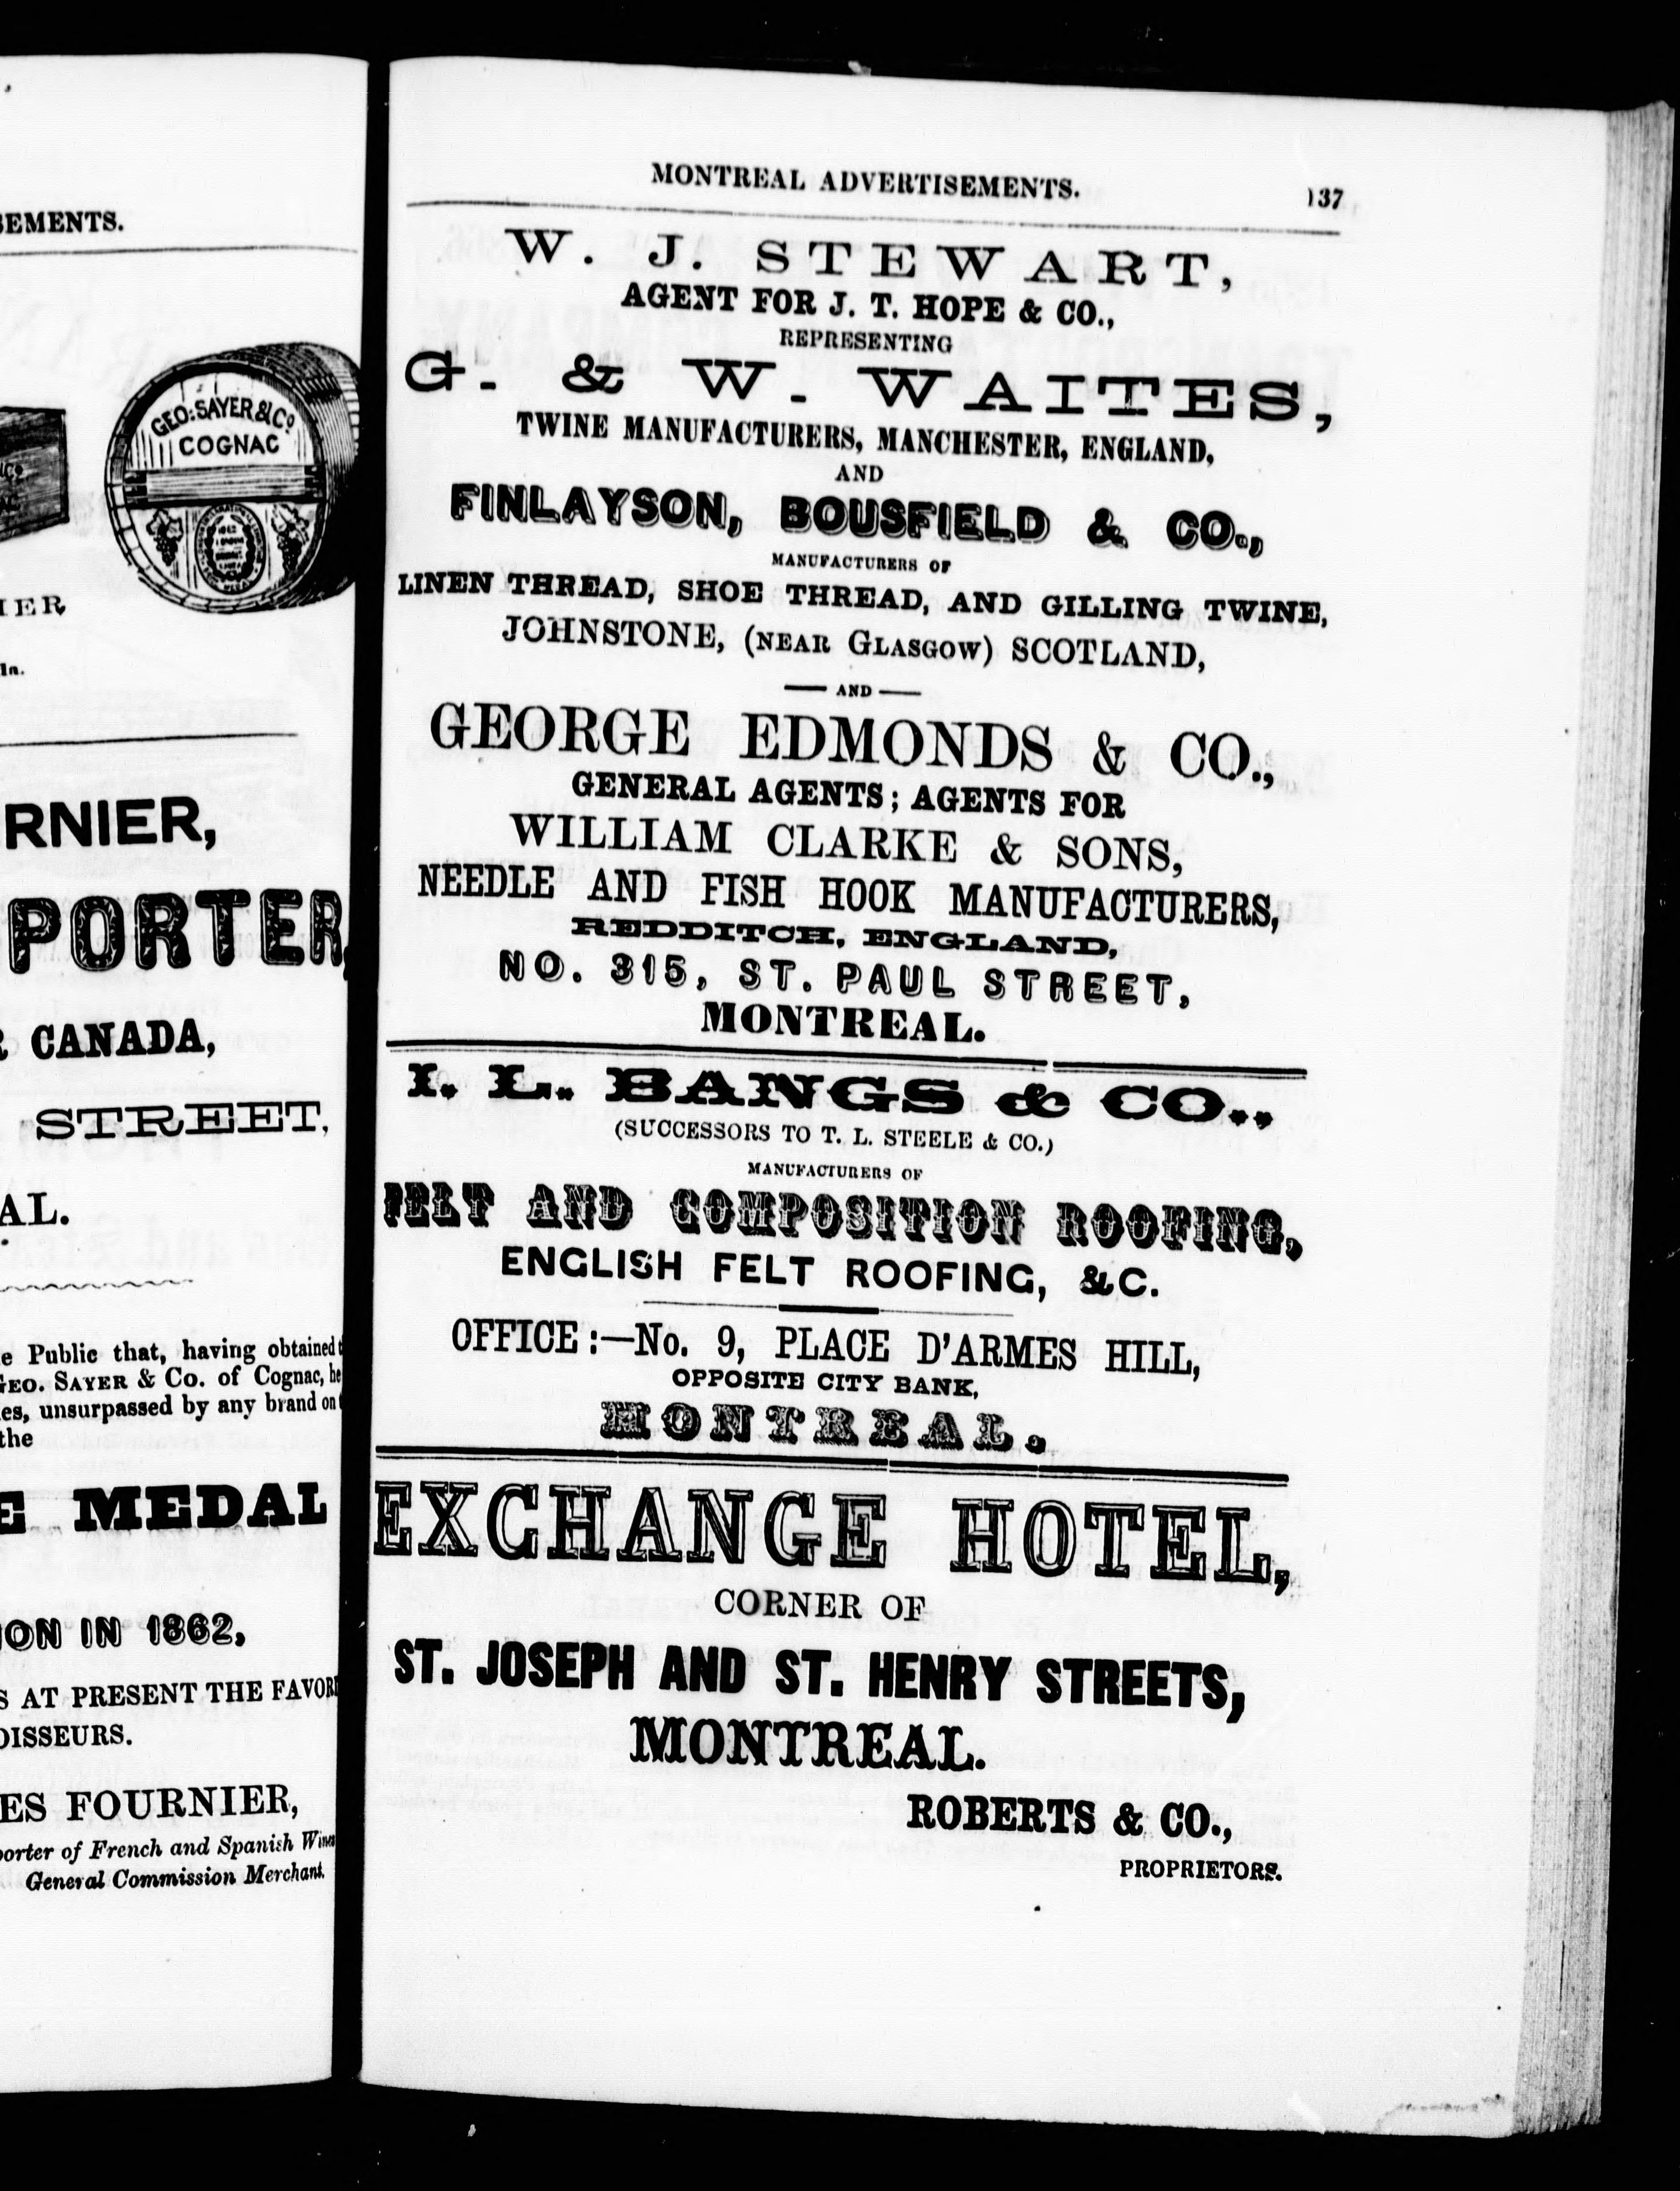 SEMENTS.
GEO: SAYER & Co
COGNAC
1862
IER
In.
RNIER,
PORTER,
R CANADA,
STREET,
AL.
e Public that, having obtained
GEO. SAYER & Co. of Cognac, he
es, unsurpassed by any brand on
the
E MEDAL
ION IN 1862,
S AT PRESENT THE FAVORI
OISSEURS.
ES FOURNIER,
porter of French and Spanish Wines
General Commission Merchant.
MONTREAL ADVERTISEMENTS. 137
W. J. STEWART,
AGENT FOR J. T. HOPE & CO.,
REPRESENTING
G. & W. WAITES,
TWINE MANUFACTURERS, MANCHESTER, ENGLAND,
AND
FINLAYSON, BOUSFIELD & CO.,
MANUFACTURERS OF
LINEN THREAD, SHOE THREAD, AND GILLING TWINE,
JOHNSTONE, (NEAR GLASGOW) SCOTLAND,
— AND —
GEORGE EDMONDS & CO.,
GENERAL AGENTS; AGENTS FOR
WILLIAM CLARKE & SONS,
NEEDLE AND FISH HOOK MANUFACTURERS,
REDDITCH, ENGLAND,
NO. 315, ST. PAUL STREET,
MONTREAL.
I. L. BANGS & CO.,
(SUCCESSORS TO T. L. STEELE & CO.)
MANUFACTURERS OF
FELT AND COMPOSITION ROOFING,
ENGLISH FELT ROOFING, &C.
OFFICE:—No. 9, PLACE D'ARMES HILL,
OPPOSITE CITY BANK,
MONTREAL.
EXCHANGE HOTEL,
CORNER OF
ST. JOSEPH AND ST. HENRY STREETS,
MONTREAL.
ROBERTS & CO.,
PROPRIETORS.